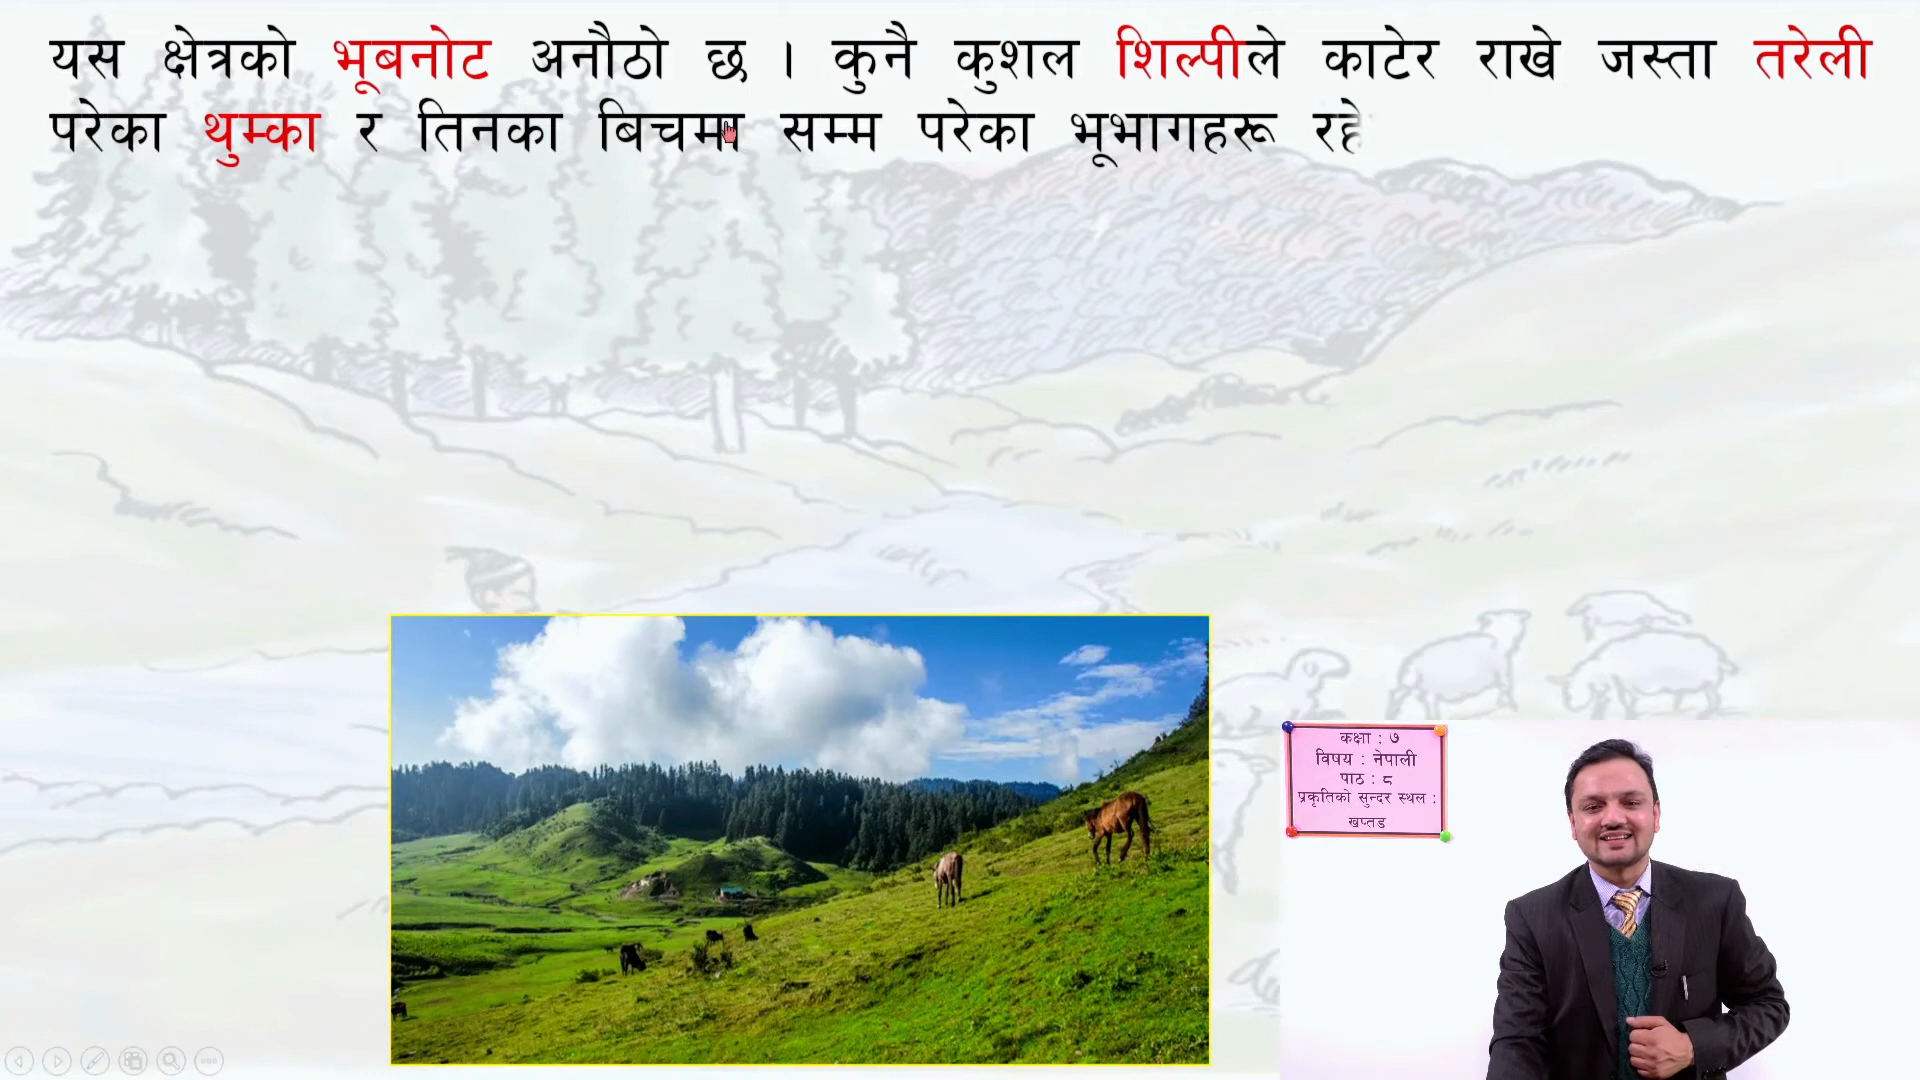 यस क्षेत्रको भूबनोट अनौठो छ । कुनै कुशल शिल्पीले काटेर राखे जस्ता तरेली
परेका थुम्का र तिनका बिचमा सम्म परेका भूभागहरू रहे
कक्षा : ७
विषय : नेपाली
पाठ : ८
प्रकृतिको सुन्दर स्थल :
खप्तड